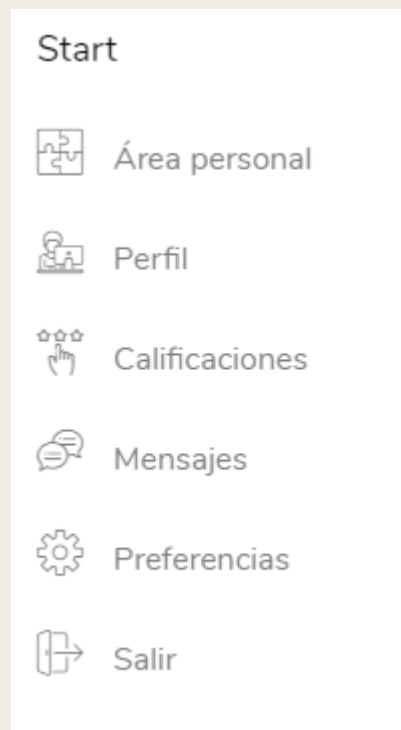 Start
Área personal
Perfil
Calificaciones
Mensajes
Preferencias
Salir